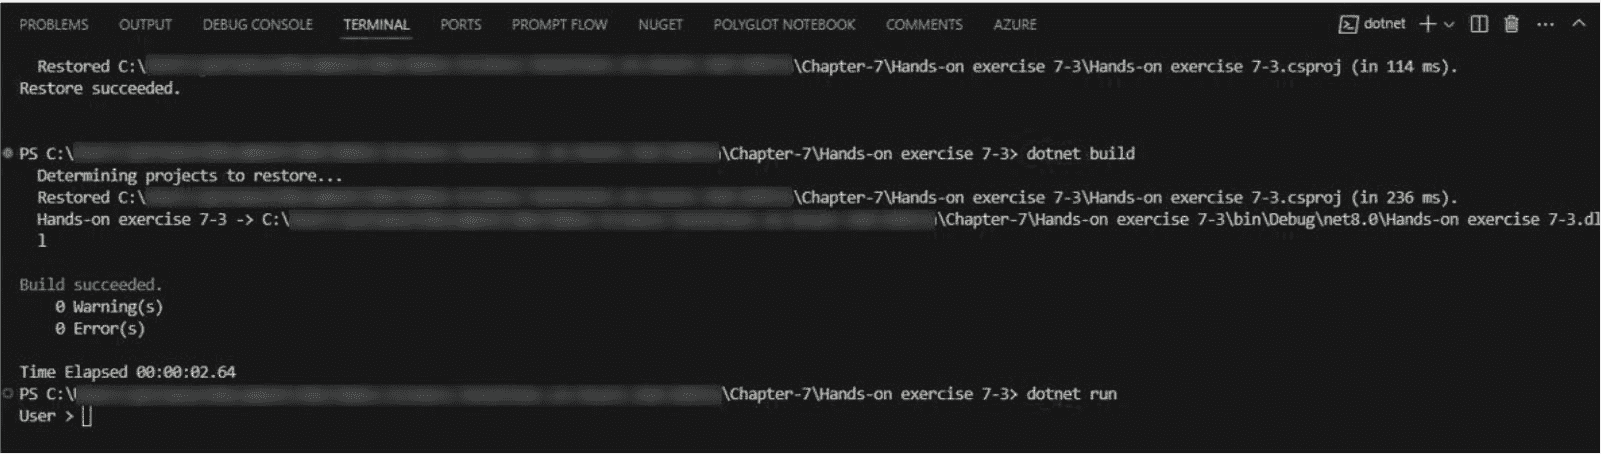 PROBLEMS OUTPUT DEBUG CONSOLE TERMINAL PORTS PROMPT FLOW NUGET POLYGLOT NOTEBOOK COMMENTS AZURE dotnet
Restored C:\ \Chapter-7\Hands-on exercise 7-3\Hands-on exercise 7-3.csproj (in 114 ms).
Restore succeeded.
PS C:\ \Chapter-7\Hands-on exercise 7-3> dotnet build
Determining projects to restore...
Restored C:\ \Chapter-7\Hands-on exercise 7-3\Hands-on exercise 7-3.csproj (in 236 ms).
Hands-on exercise 7-3 -> C:\ \Chapter-7\Hands-on exercise 7-3\bin\Debug\net8.0\Hands-on exercise 7-3.dl
l
Build succeeded.
0 Warning(s)
0 Error(s)
Time Elapsed 00:00:02.64
PS C:\ \Chapter-7\Hands-on exercise 7-3> dotnet run
User >